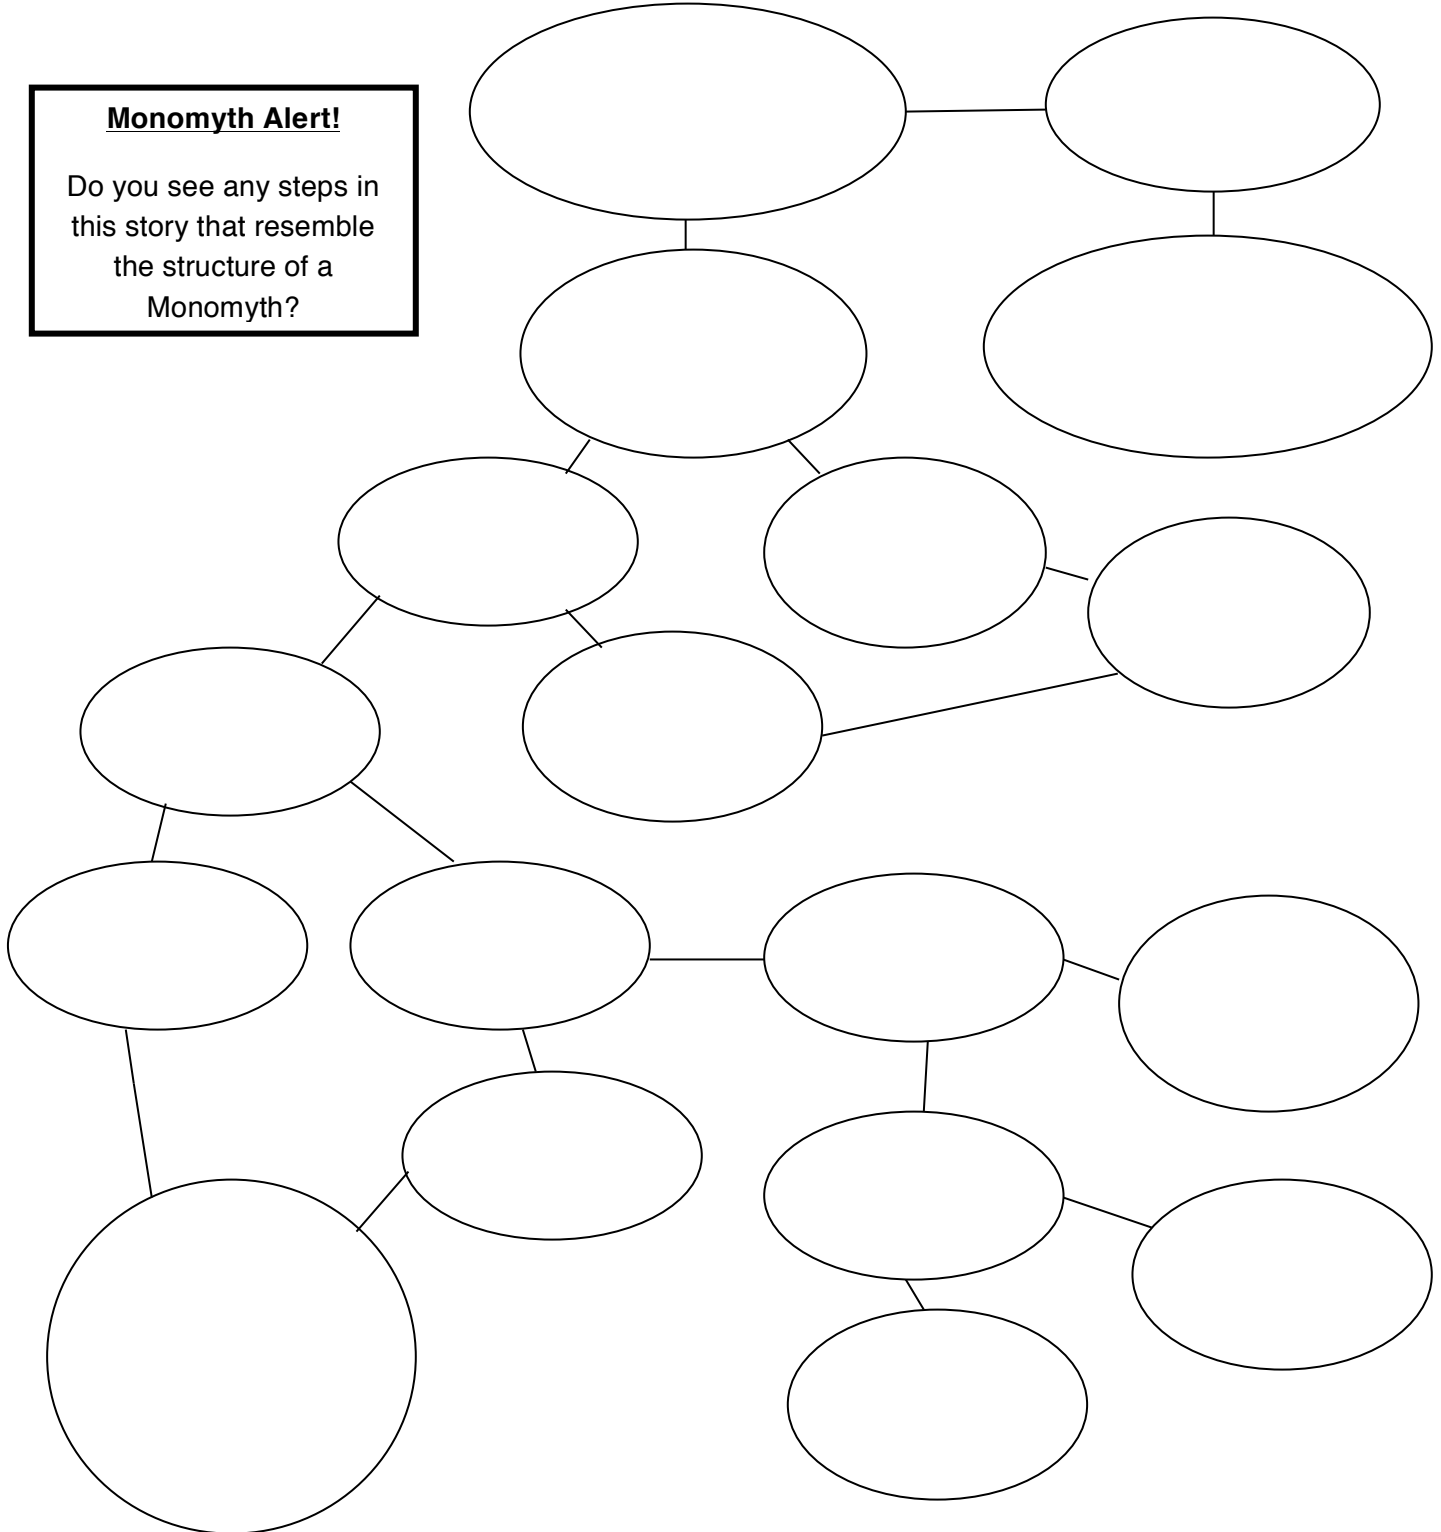 Monomyth Alert!
Do you see any steps in
this story that resemble
the structure of a
Monomyth?